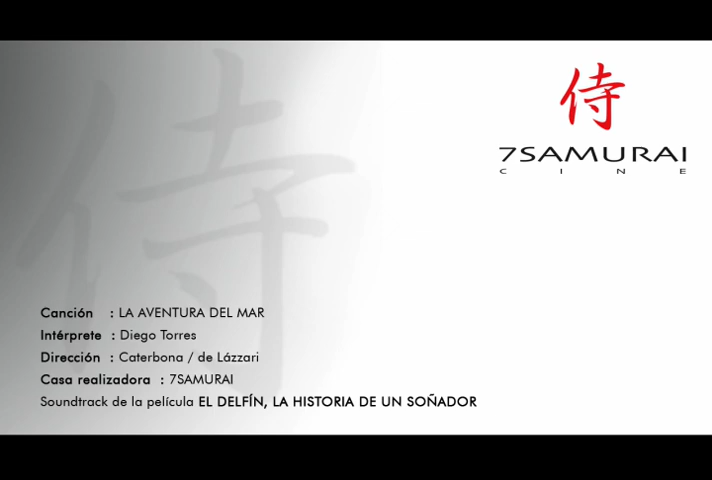 侍
7SAMURAI
CINE
侍
Canción : LA AVENTURA DEL MAR
Intérprete : Diego Torres
Dirección : Caterbona / de Lázzari
Casa realizadora : 7SAMURAI
Soundtrack de la película EL DELFÍN, LA HISTORIA DE UN SOÑADOR